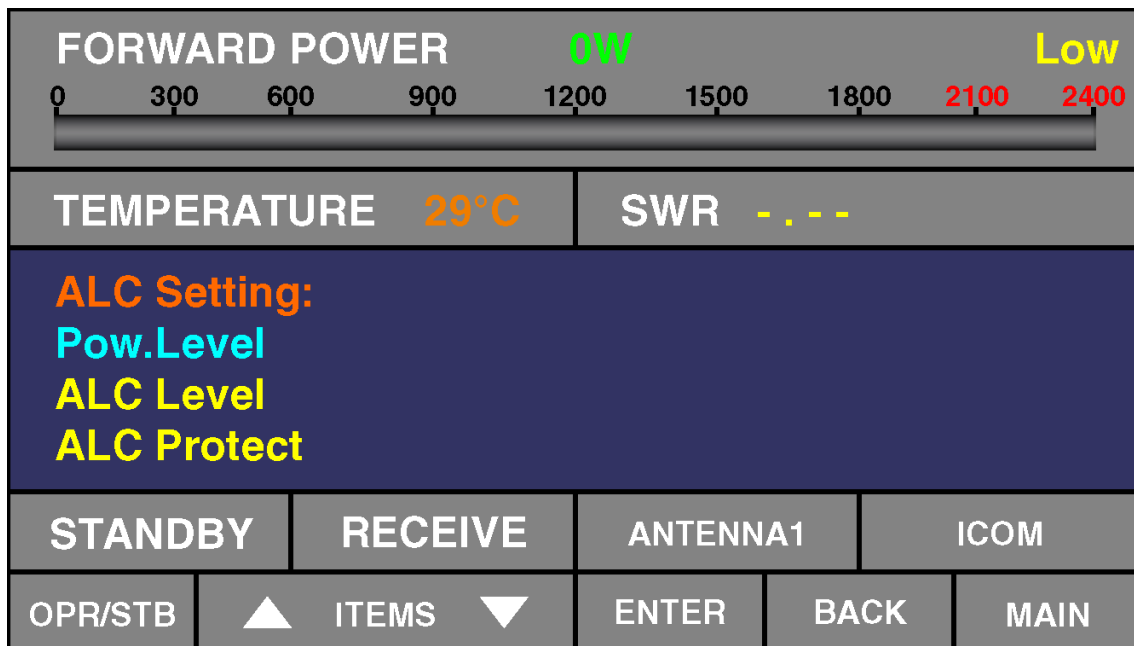 FORWARD POWER 0W Low
0 300 600 900 1200 1500 1800 2100 2400
TEMPERATURE 29°C SWR -.--
ALC Setting:
Pow.Level
ALC Level
ALC Protect
STANDBY RECEIVE ANTENNA1 ICOM
OPR/STB ▲ ITEMS ▼ ENTER BACK MAIN